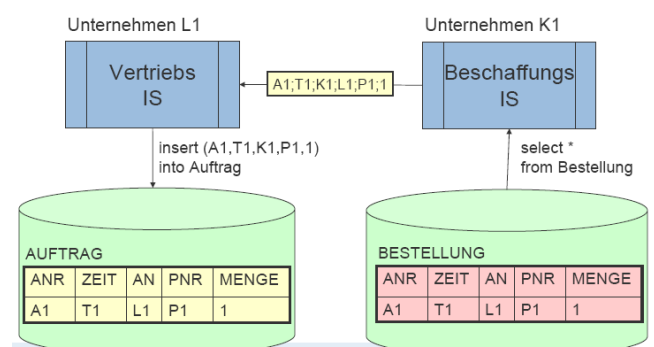 Unternehmen L1
Unternehmen K1
Vertriebs
IS
A1;T1;K1;L1;P1;1
Beschaffungs
IS
insert (A1,T1,K1,P1,1)
into Auftrag
select *
from Bestellung
AUFTRAG
ANR ZEIT AN PNR MENGE
A1 T1 L1 P1 1
BESTELLUNG
ANR ZEIT AN PNR MENGE
A1 T1 L1 P1 1